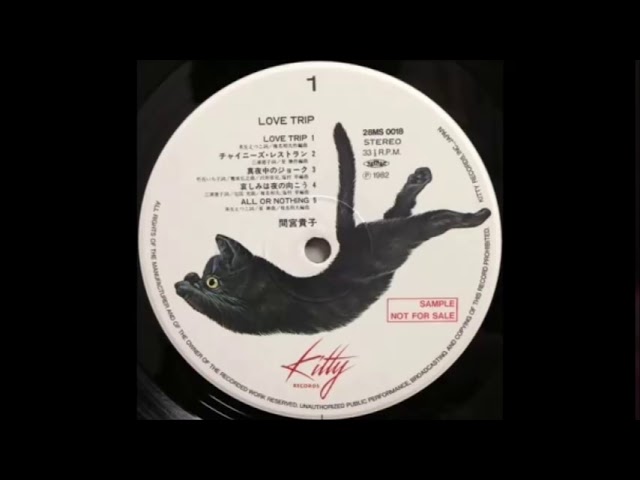 1
LOVE TRIP
LOVE TRIP 1
チャイニーズ・レストラン 2
真夜中のジョーク 3
哀しみは夜の向こう 4
ALL OR NOTHING 5
間宮貴子
28MS 0018
STEREO
33⅓ R.P.M.
Ⓟ 1982
SAMPLE
NOT FOR SALE
Kitty
RECORDS
KITTY RECORDS, INC. JAPAN
ALL RIGHTS OF THE MANUFACTURER AND OF THE OWNER OF THE RECORDED WORK RESERVED. UNAUTHORIZED PUBLIC PERFORMANCE, BROADCASTING AND COPYING OF THIS RECORD PROHIBITED.